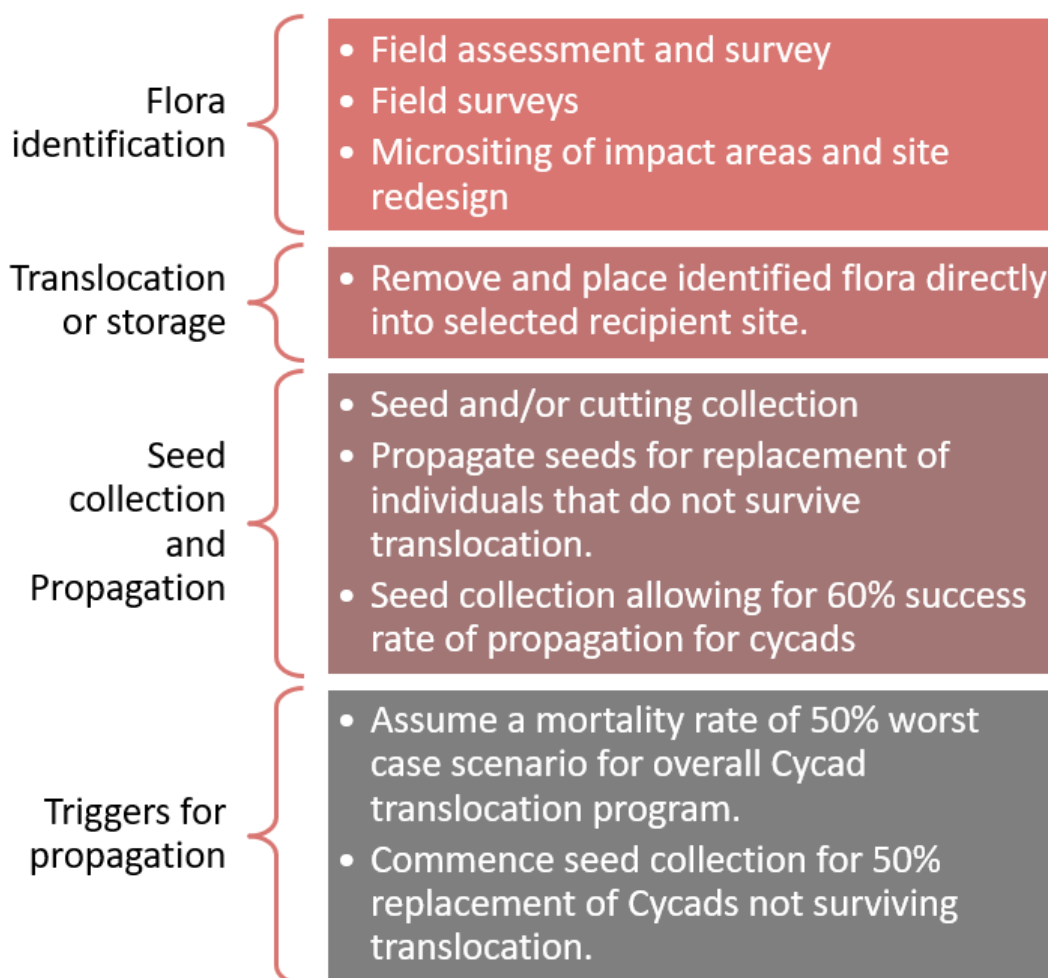 Flora
identification
• Field assessment and survey
• Field surveys
• Micrositing of impact areas and site
redesign
Translocation
or storage
• Remove and place identified flora directly
into selected recipient site.
Seed
collection
and
Propagation
• Seed and/or cutting collection
• Propagate seeds for replacement of
individuals that do not survive
translocation.
• Seed collection allowing for 60% success
rate of propagation for cycads
Triggers for
propagation
• Assume a mortality rate of 50% worst
case scenario for overall Cycad
translocation program.
• Commence seed collection for 50%
replacement of Cycads not surviving
translocation.